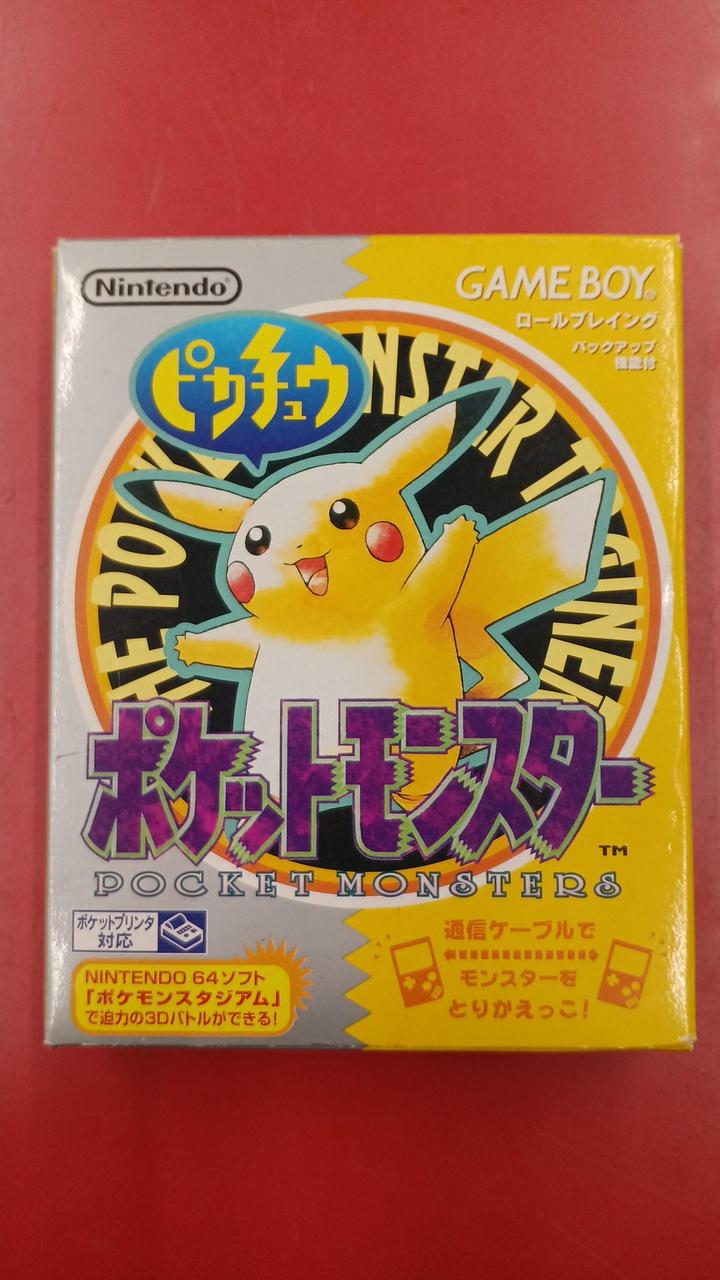 Nintendo®
GAME BOY®
ロールプレイング
バックアップ
機能付
ピカチュウ
HE POCKE
NSTER T
GINEE
ポケットモンスター
TM
POCKET MONSTERS
ポケットプリンタ
対応
NINTENDO 64ソフト
「ポケモンスタジアム」
で迫力の3Dバトルができる!
通信ケーブルで
モンスターを
とりかえっこ!